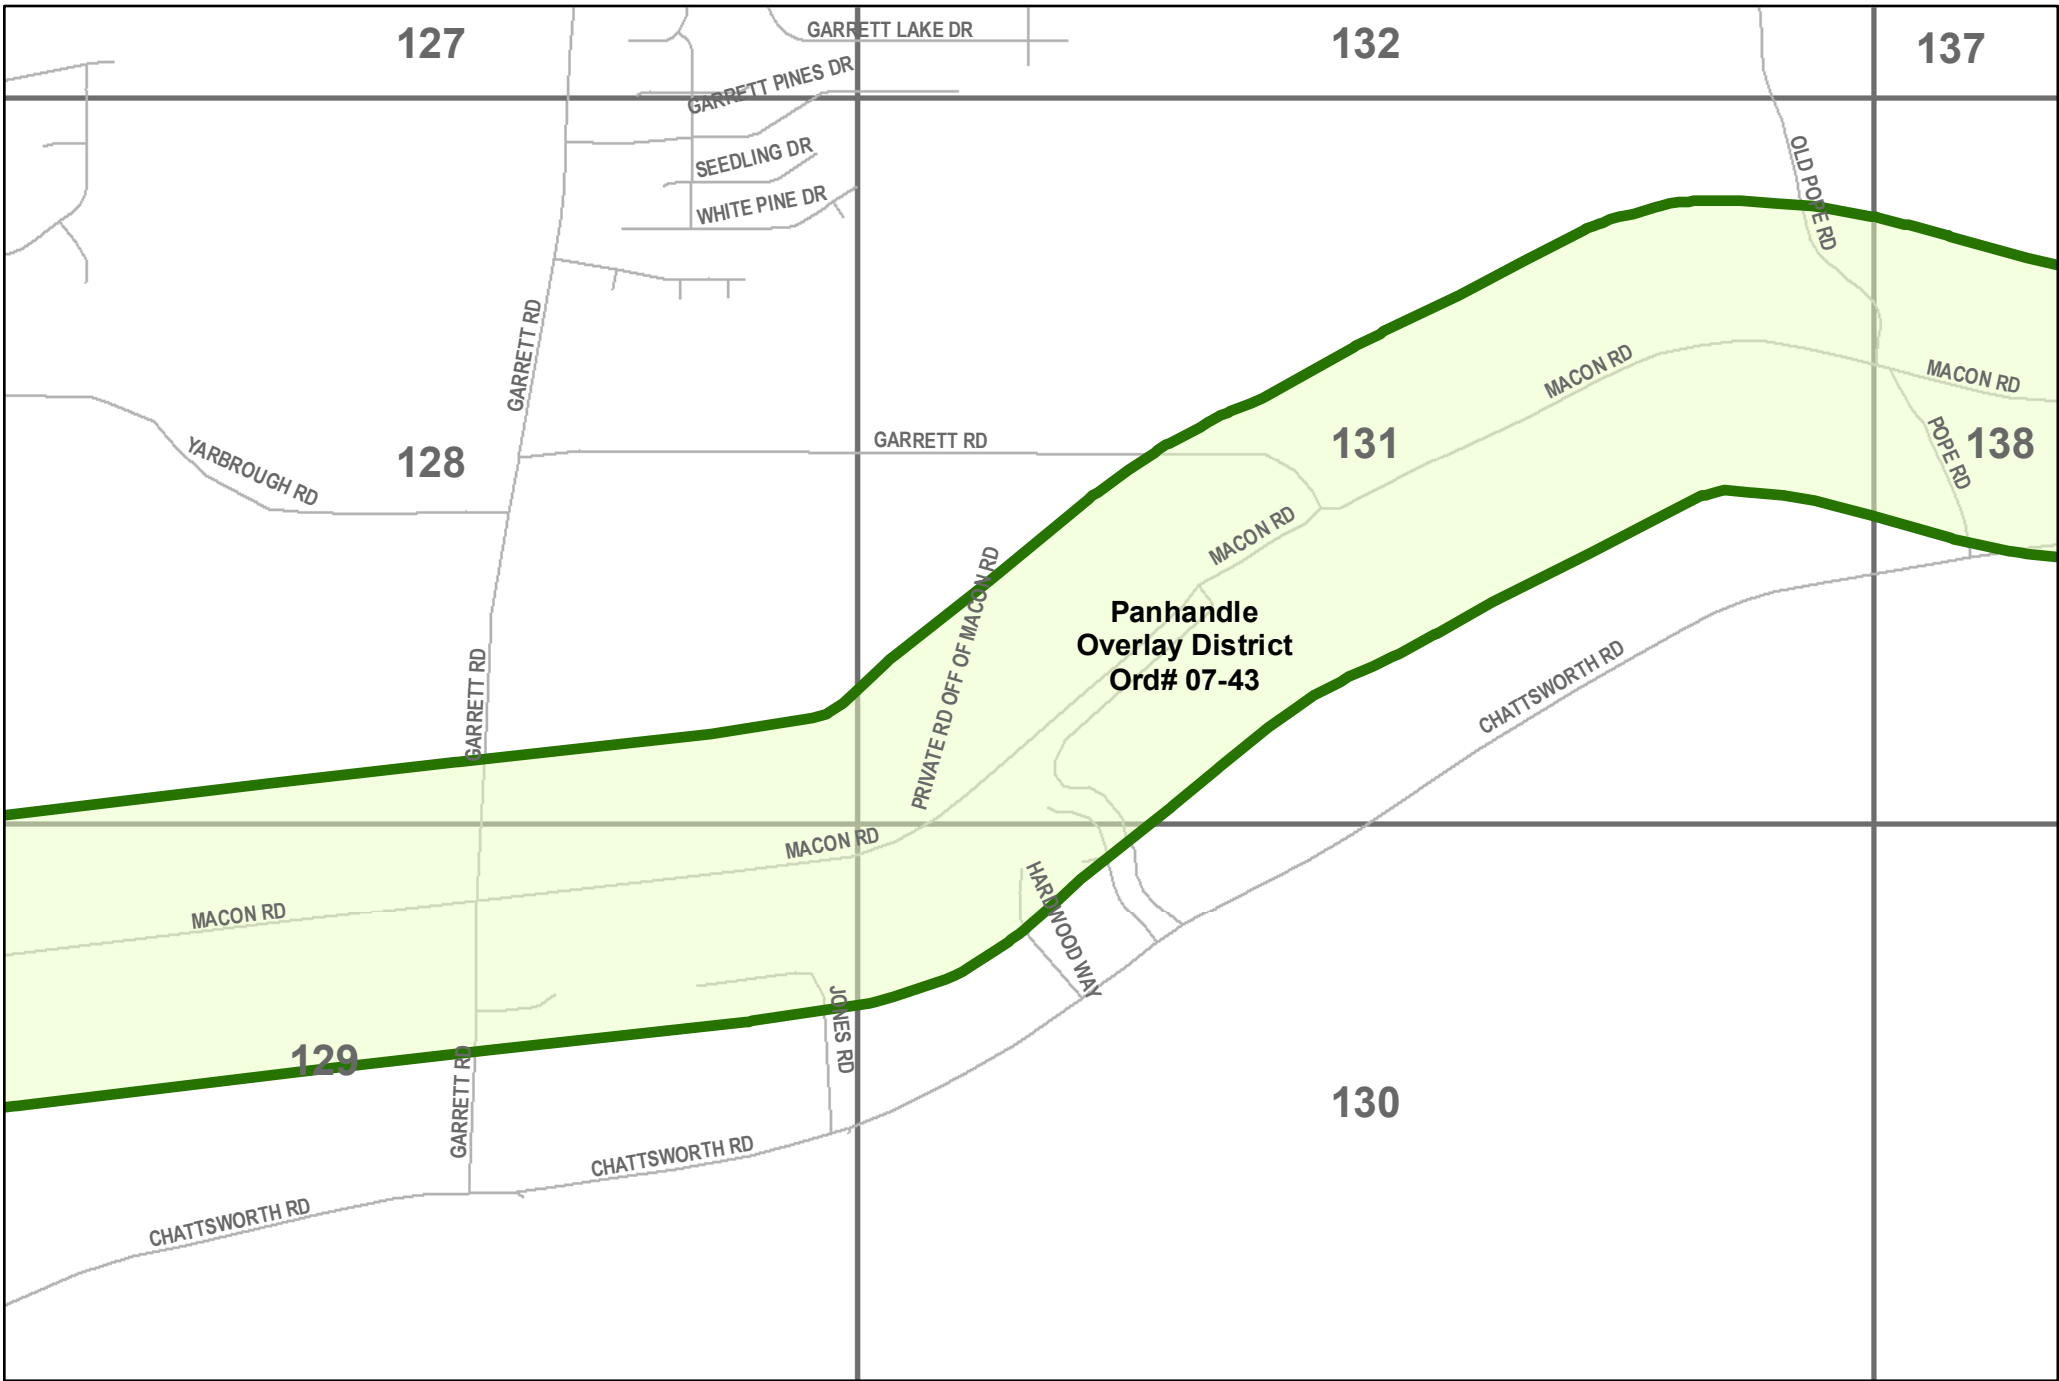 127
GARRETT LAKE DR
132
137
GARRETT PINES DR
SEEDLING DR
WHITE PINE DR
OLD POPE RD
GARRETT RD
MACON RD
MACON RD
YARBROUGH RD
128
GARRETT RD
131
POPE RD
138
MACON RD
PRIVATE RD OFF OF MACON RD
Panhandle
Overlay District
Ord# 07-43
GARRETT RD
CHATTSWORTH RD
MACON RD
HARDWOOD WAY
MACON RD
JONES RD
129
GARRETT RD
130
CHATTSWORTH RD
CHATTSWORTH RD